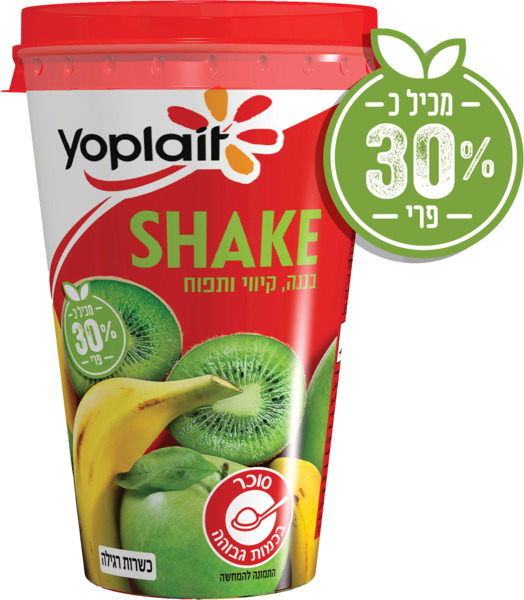 Yoplait
SHAKE
בננה, קיווי ותפוח
מכיל כ
30%
פרי
מכיל כ
30%
פרי
סוכר
בכמות גבוהה
כשרות רגילה
התמונה להמחשה